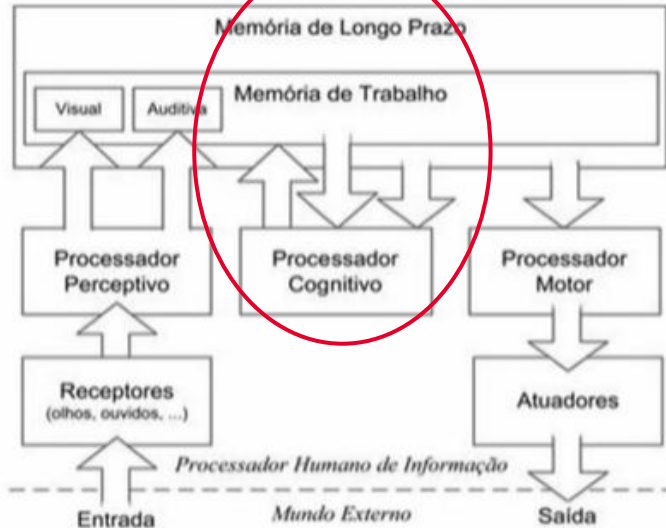 Memória de Longo Prazo
Memória de Trabalho
Visual
Auditiva
Processador
Perceptivo
Processador
Cognitivo
Processador
Motor
Receptores
(olhos, ouvidos, ...)
Atuadores
Processador Humano de Informação
Entrada
Mundo Externo
Saída